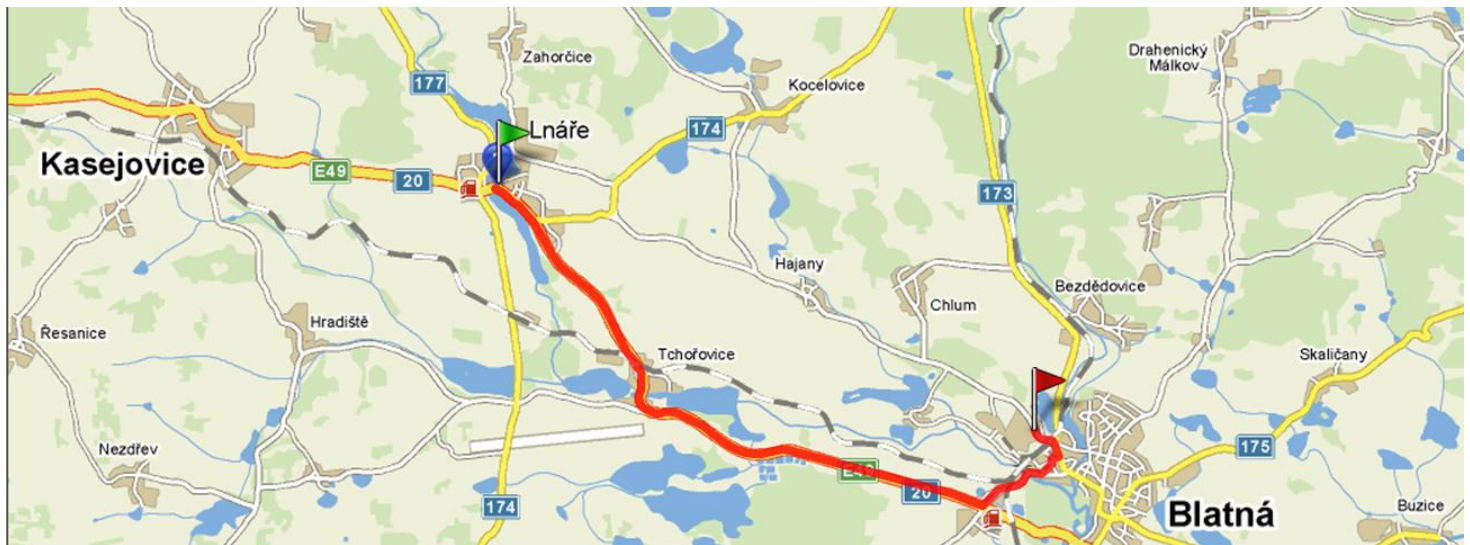 Zahorčice
Drahenický
Málkov
177
Kocelovice
174
Lnáře
Kasejovice
E49
20
173
Hajany
Bezdědovice
Chlum
Řesanice
Hradiště
Tchořovice
Skaličany
Nezdřev
175
E49
20
174
Blatná
Buzice